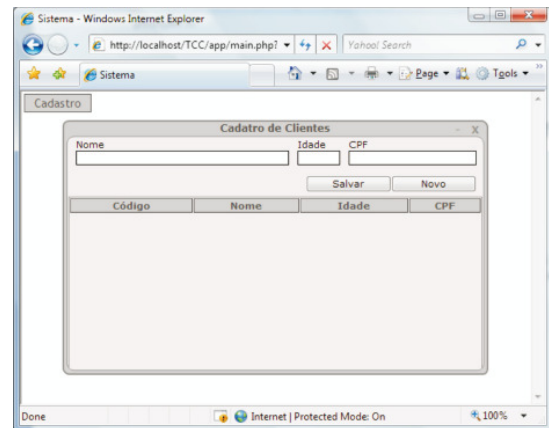 Sistema - Windows Internet Explorer
http://localhost/TCC/app/main.php?
Yahoo! Search
Sistema
Page
Tools
Cadastro
Cadatro de Clientes - x
Nome Idade CPF
Salvar Novo
Código Nome Idade CPF
Done Internet | Protected Mode: On 100%